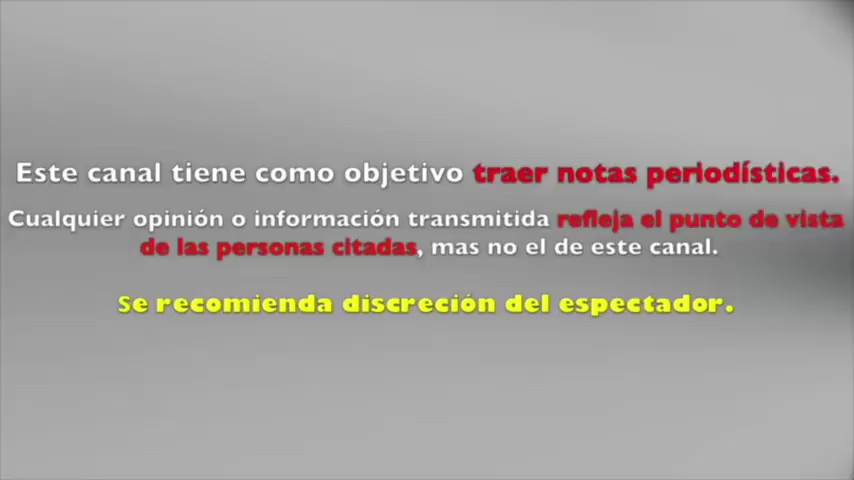 Este canal tiene como objetivo traer notas periodísticas.
Cualquier opinión o información transmitida refleja el punto de vista
de las personas citadas, mas no el de este canal.
Se recomienda discreción del espectador.